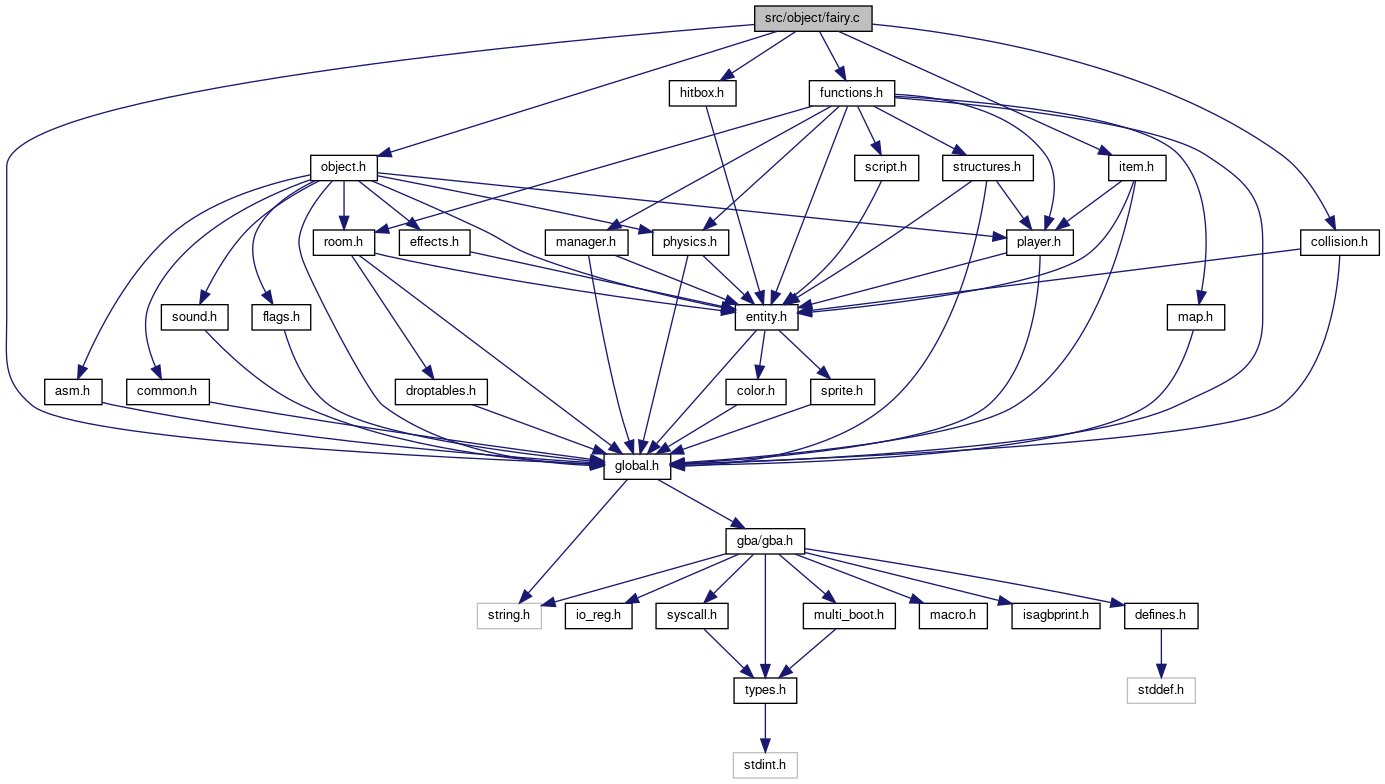 src/object/fairy.c
hitbox.h
functions.h
object.h
script.h
structures.h
item.h
room.h
effects.h
manager.h
physics.h
player.h
collision.h
sound.h
flags.h
entity.h
map.h
asm.h
common.h
droptables.h
color.h
sprite.h
global.h
gba/gba.h
string.h
io_reg.h
syscall.h
multi_boot.h
macro.h
isagbprint.h
defines.h
types.h
stddef.h
stdint.h